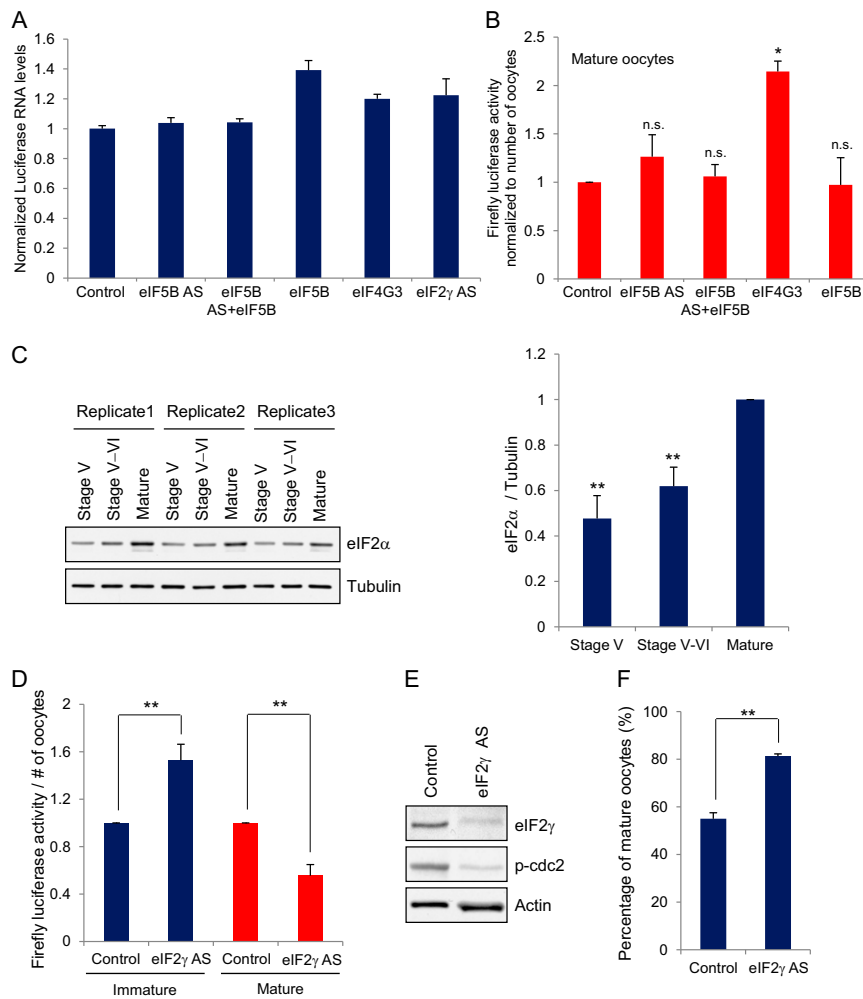 A
Normalized Luciferase RNA levels
1.6
1.4
1.2
1
0.8
0.6
0.4
0.2
0
Control
eIF5B AS
eIF5B
AS+eIF5B
eIF5B
eIF4G3
eIF2γ AS
B
Firefly luciferase activity
normalized to number of oocytes
Mature oocytes
2.5
2
1.5
1
0.5
0
n.s.
n.s.
*
n.s.
Control
eIF5B AS
eIF5B
AS+eIF5B
eIF4G3
eIF5B
C
Replicate1 Replicate2 Replicate3
Stage V
Stage V–VI
Mature
Stage V
Stage V–VI
Mature
Stage V
Stage V–VI
Mature
eIF2α
Tubulin
eIF2α / Tubulin
1.2
1
0.8
0.6
0.4
0.2
0
**
**
Stage V
Stage V-VI
Mature
D
Firefly luciferase activity / # of oocytes
2
1.6
1.2
0.8
0.4
0
**
**
Control
eIF2γ AS
Control
eIF2γ AS
Immature
Mature
E
Control
eIF2γ AS
eIF2γ
p-cdc2
Actin
F
Percentage of mature oocytes (%)
100
80
60
40
20
0
**
Control
eIF2γ AS